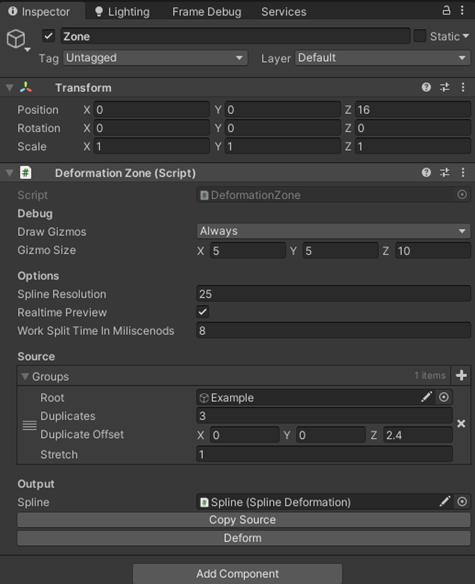 Inspector Lighting Frame Debug Services
Zone Static
Tag Untagged Layer Default
Transform
Position X 0 Y 0 Z 16
Rotation X 0 Y 0 Z 0
Scale X 1 Y 1 Z 1
# Deformation Zone (Script)
Script DeformationZone
Debug
Draw Gizmos Always
Gizmo Size X 5 Y 5 Z 10
Options
Spline Resolution 25
Realtime Preview
Work Split Time In Miliscenods 8
Source
Groups 1 items
Root Example
Duplicates 3
Duplicate Offset X 0 Y 0 Z 2.4
Stretch 1
Output
Spline Spline (Spline Deformation)
Copy Source
Deform
Add Component